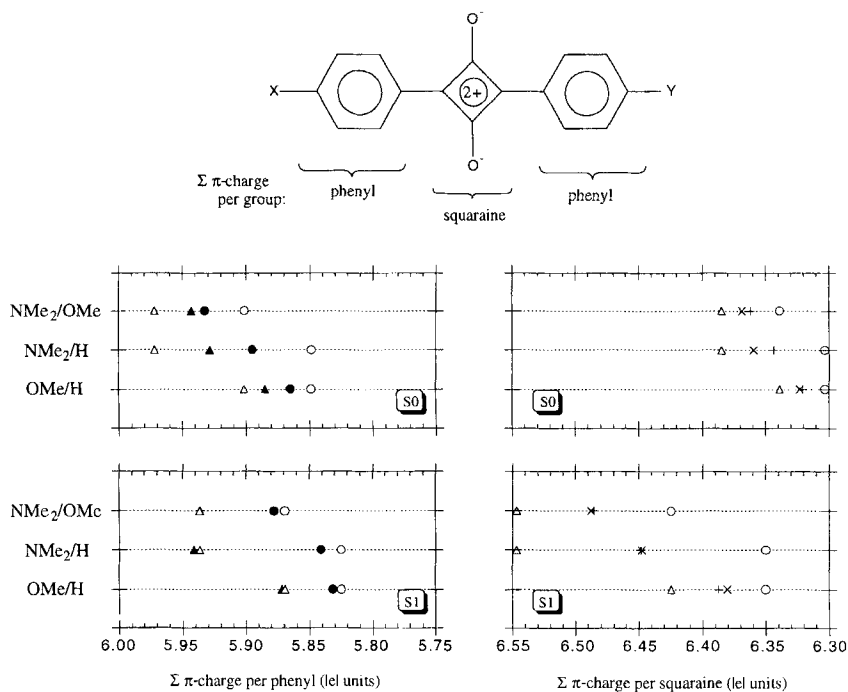 O-
X
2+
Y
O-
Σ π-charge
per group:
phenyl
squaraine
phenyl
NMe2/OMe
NMe2/H
OMe/H
S0
S0
NMe2/OMe
NMe2/H
OMe/H
S1
S1
6.00 5.95 5.90 5.85 5.80 5.75
6.55 6.50 6.45 6.40 6.35 6.30
Σ π-charge per phenyl (lel units)
Σ π-charge per squaraine (lel units)